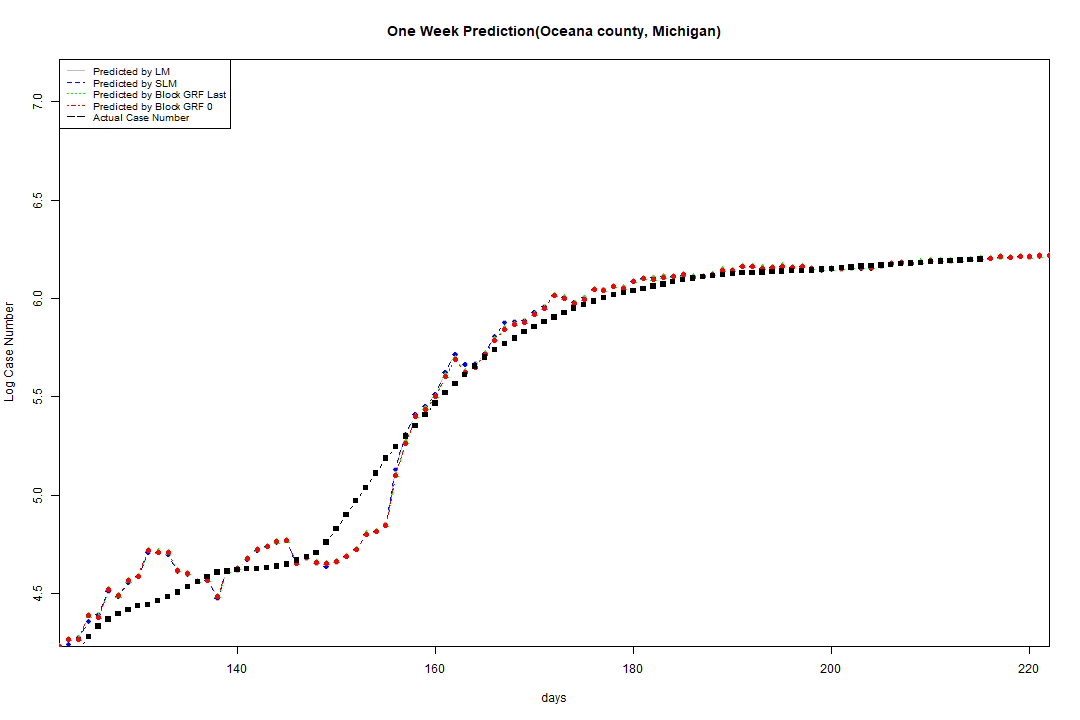 One Week Prediction(Oceana county, Michigan)
Predicted by LM
Predicted by SLM
Predicted by Block GRF Last
Predicted by Block GRF 0
Actual Case Number
Log Case Number
7.0
6.5
6.0
5.5
5.0
4.5
140 160 180 200 220
days